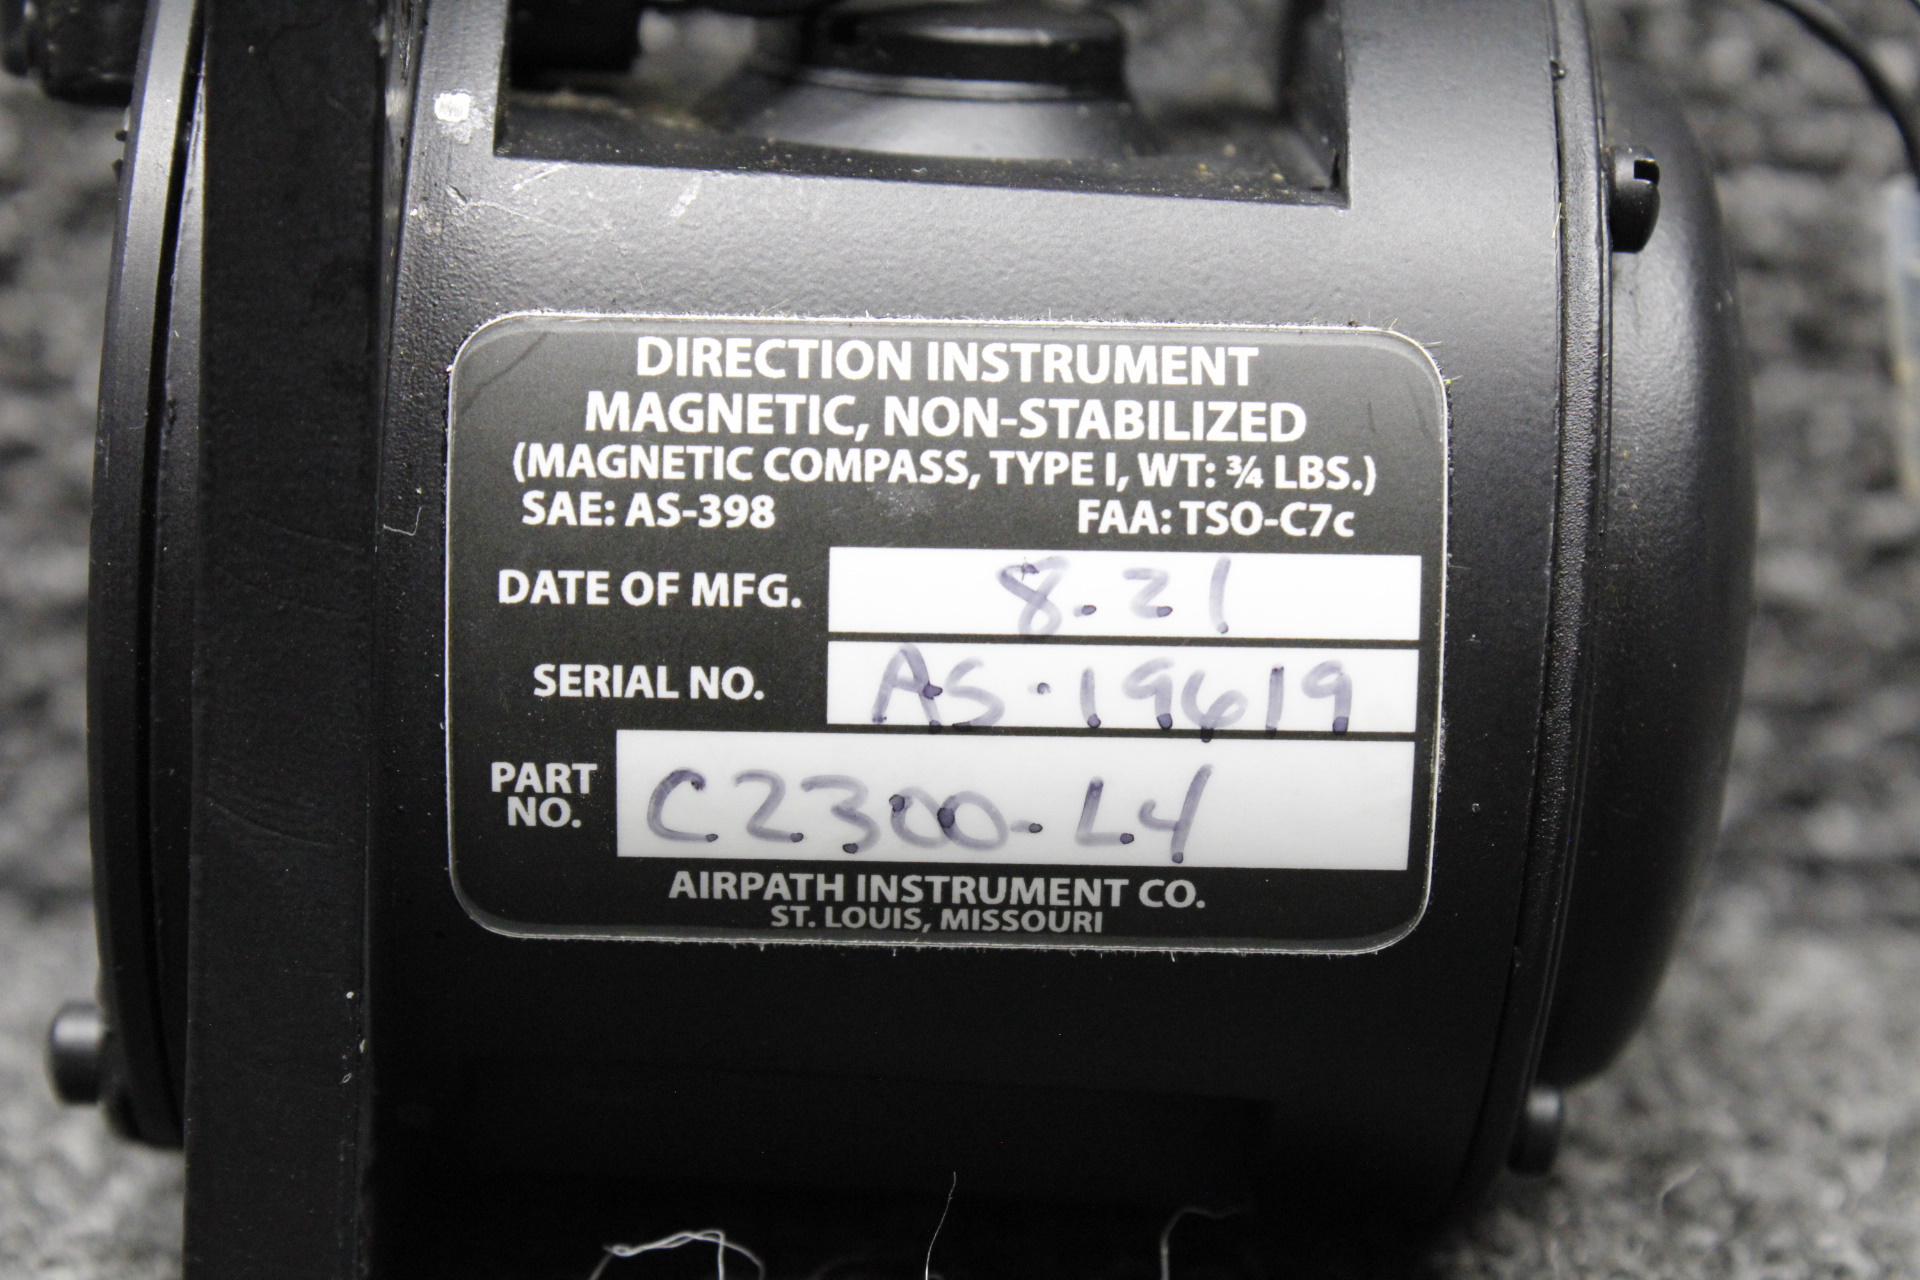 DIRECTION INSTRUMENT
MAGNETIC, NON-STABILIZED
(MAGNETIC COMPASS, TYPE I, WT: ¾ LBS.)
SAE: AS-398 FAA: TSO-C7c
DATE OF MFG. 8.21
SERIAL NO. AS-19619
PART NO. C2300-L4
AIRPATH INSTRUMENT CO.
ST. LOUIS, MISSOURI